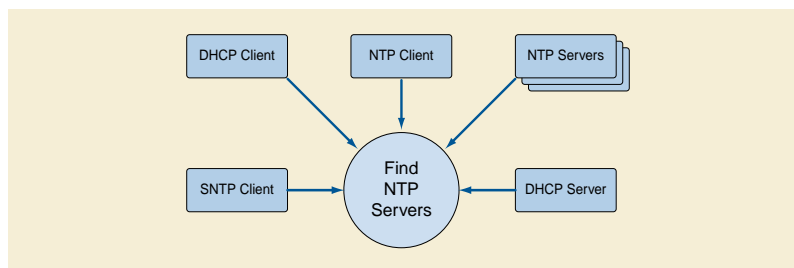 DHCP Client
NTP Client
NTP Servers
SNTP Client
Find
NTP
Servers
DHCP Server